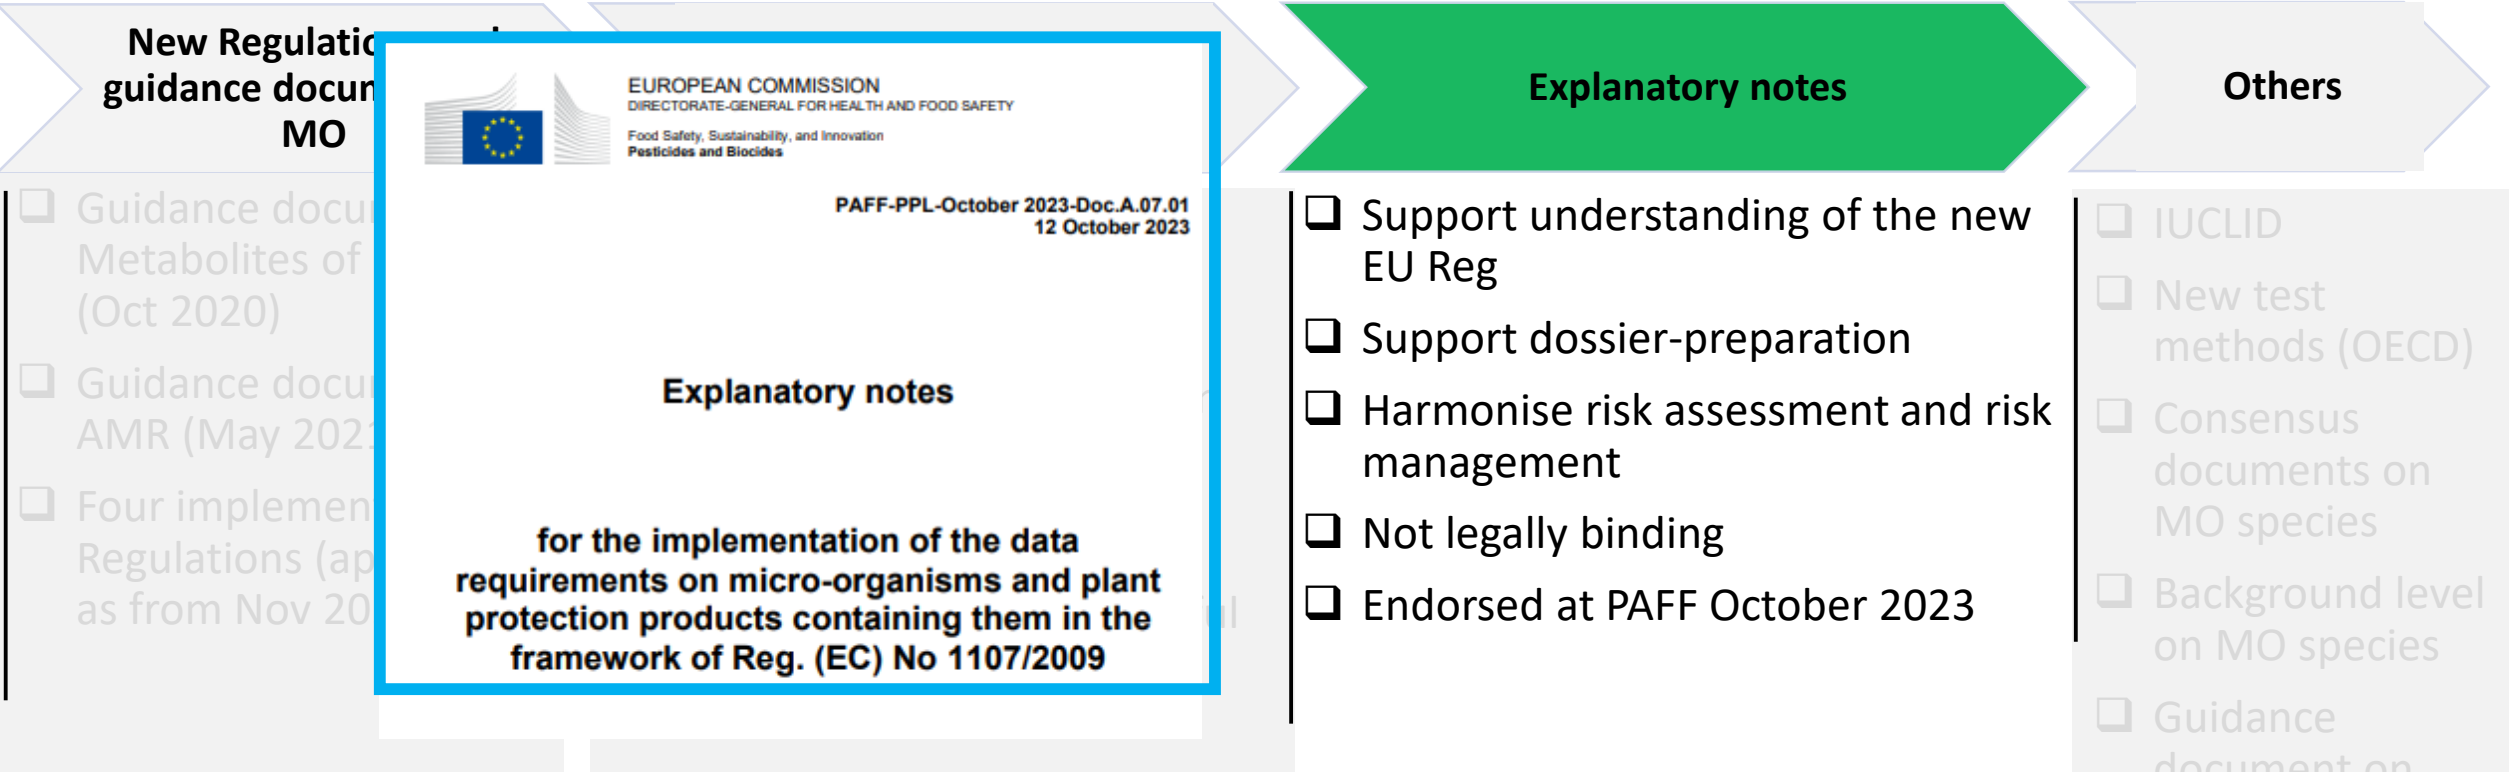 New Regulatio
guidance docum
MO
Guidance docu
Metabolites of
(Oct 2020)
Guidance docu
AMR (May 202
Four implemen
Regulations (ap
as from Nov 20
EUROPEAN COMMISSION
DIRECTORATE-GENERAL FOR HEALTH AND FOOD SAFETY
Food Safety, Sustainability, and Innovation
Pesticides and Biocides
PAFF-PPL-October 2023-Doc.A.07.01
12 October 2023
Explanatory notes
for the implementation of the data
requirements on micro-organisms and plant
protection products containing them in the
framework of Reg. (EC) No 1107/2009
Explanatory notes
Support understanding of the new
EU Reg
Support dossier-preparation
Harmonise risk assessment and risk
management
Not legally binding
Endorsed at PAFF October 2023
Others
IUCLID
New test
methods (OECD)
Consensus
documents on
MO species
Background level
on MO species
Guidance
document on